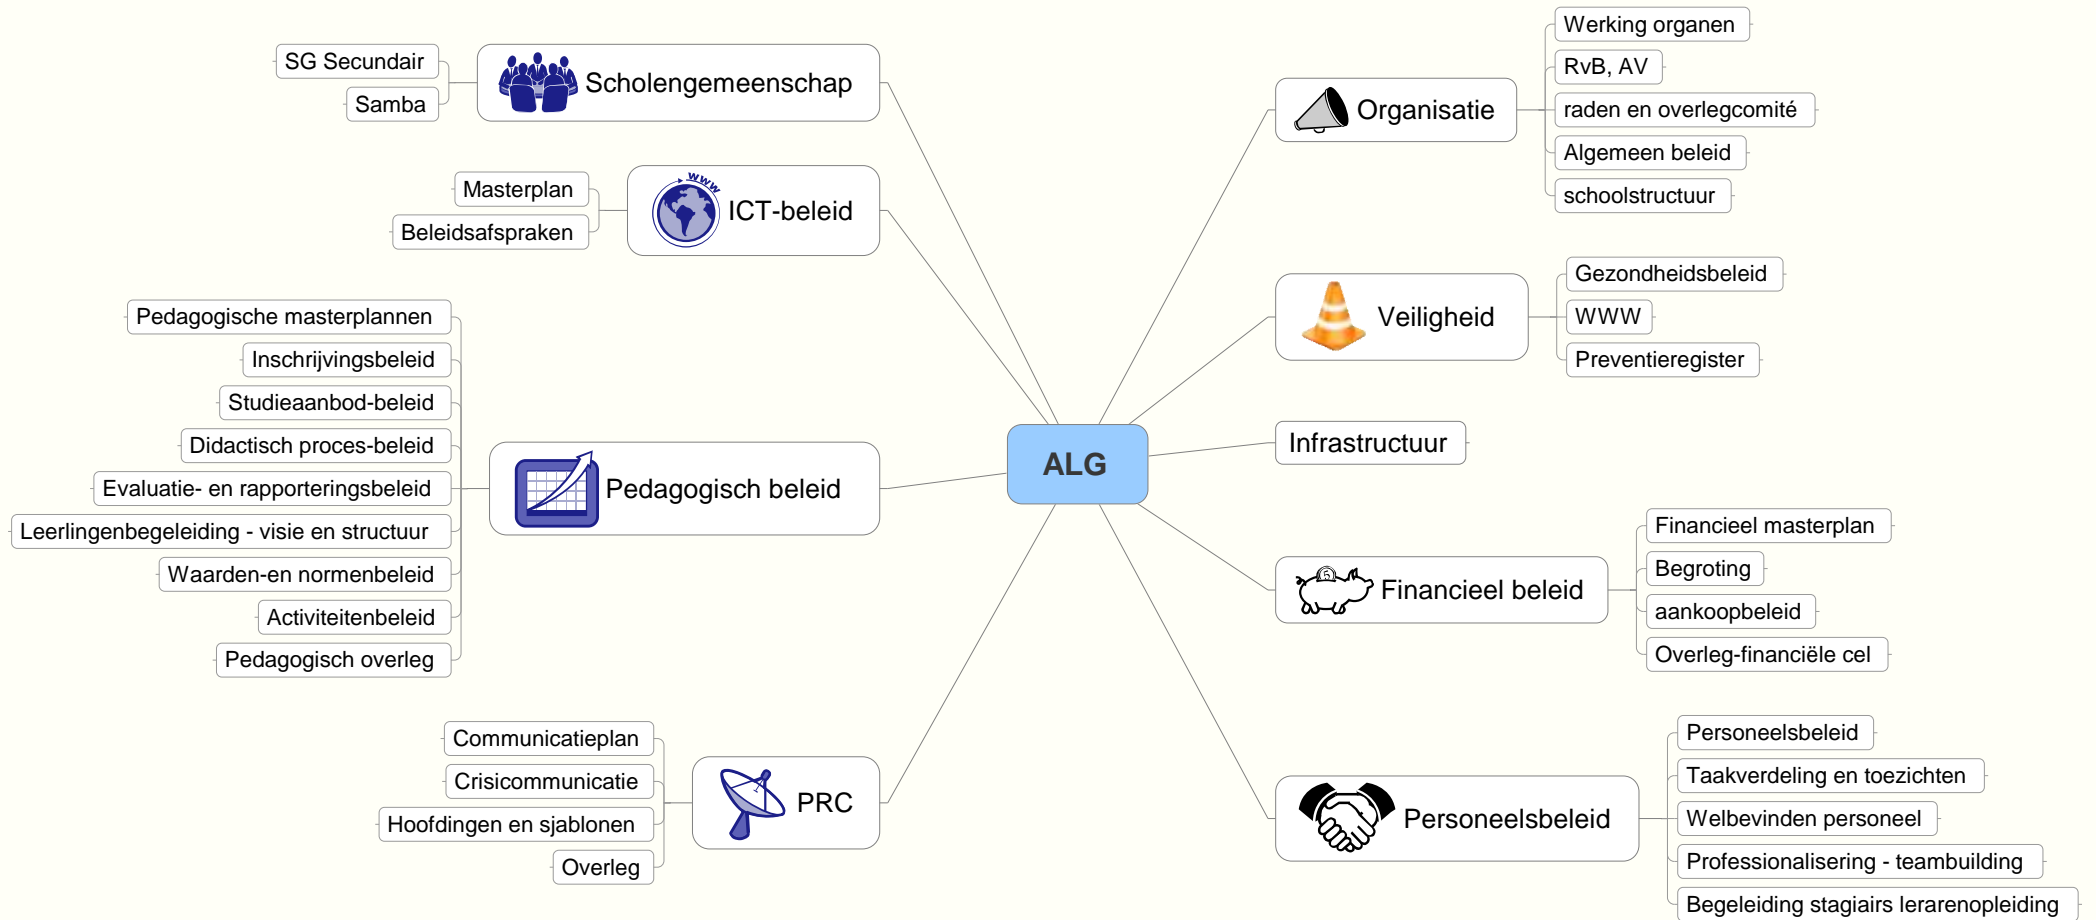 SG Secundair
Samba
Scholengemeenschap
Masterplan
Beleidsafspraken
www
ICT-beleid
Pedagogische masterplannen
Inschrijvingsbeleid
Studieaanbod-beleid
Didactisch proces-beleid
Evaluatie- en rapporteringsbeleid
Leerlingenbegeleiding - visie en structuur
Waarden-en normenbeleid
Activiteitenbeleid
Pedagogisch overleg
Pedagogisch beleid
Communicatieplan
Crisicommunicatie
Hoofdingen en sjablonen
Overleg
PRC
ALG
Organisatie
Werking organen
RvB, AV
raden en overlegcomité
Algemeen beleid
schoolstructuur
Veiligheid
Gezondheidsbeleid
WWW
Preventieregister
Infrastructuur
5
Financieel beleid
Financieel masterplan
Begroting
aankoopbeleid
Overleg-financiële cel
Personeelsbeleid
Personeelsbeleid
Taakverdeling en toezichten
Welbevinden personeel
Professionalisering - teambuilding
Begeleiding stagiairs lerarenopleiding